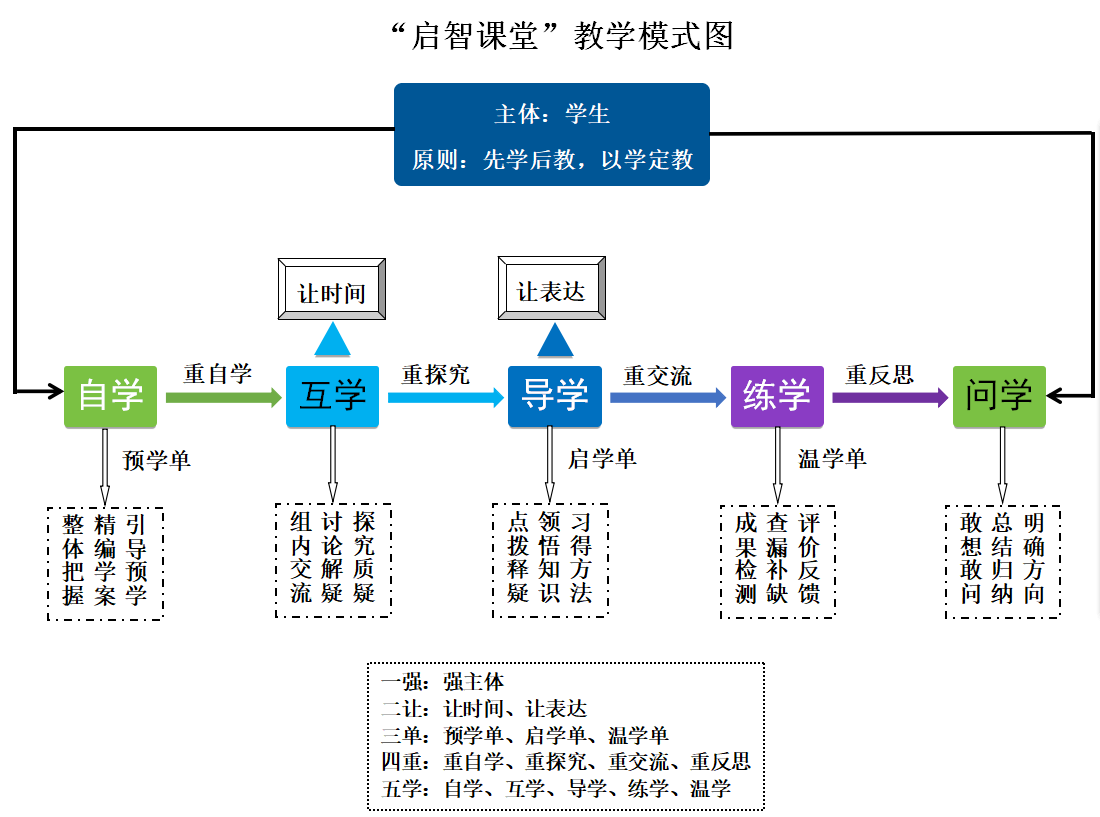 “启智课堂”教学模式图
主体：学生
原则：先学后教，以学定教
让时间
让表达
自学
重自学
互学
重探究
导学
重交流
练学
重反思
问学
预学单
启学单
温学单
整体把握
精编学案
引导预学
组内交流
讨论解疑
探究质疑
点拨释疑
领悟知识
习得方法
成果检测
查漏补缺
评价反馈
敢想敢问
总结归纳
明确方向
一强：强主体
二让：让时间、让表达
三单：预学单、启学单、温学单
四重：重自学、重探究、重交流、重反思
五学：自学、互学、导学、练学、温学